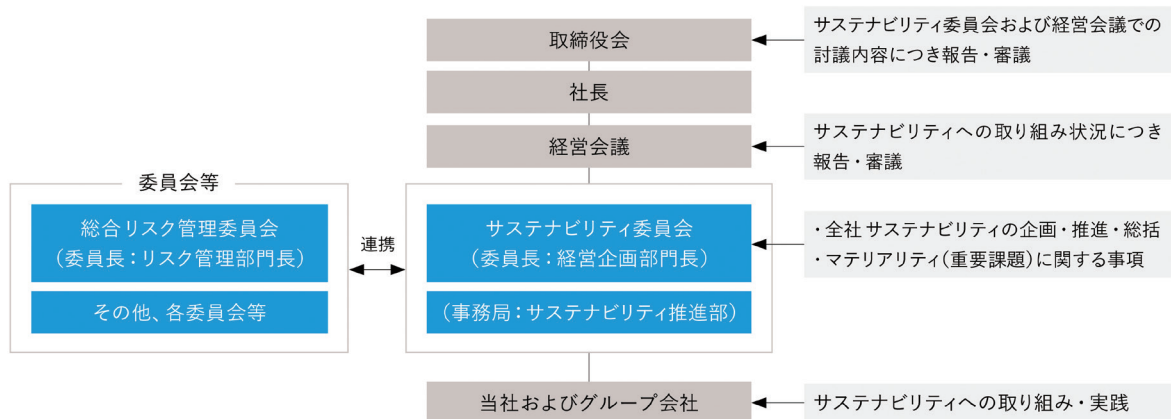 取締役会
サステナビリティ委員会および経営会議での
討議内容につき報告・審議
社長
経営会議
サステナビリティへの取り組み状況につき
報告・審議
委員会等
総合リスク管理委員会
（委員長：リスク管理部門長）
その他、各委員会等
連携
サステナビリティ委員会
（委員長：経営企画部門長）
（事務局：サステナビリティ推進部）
・全社サステナビリティの企画・推進・総括
・マテリアリティ（重要課題）に関する事項
当社およびグループ会社
サステナビリティへの取り組み・実践